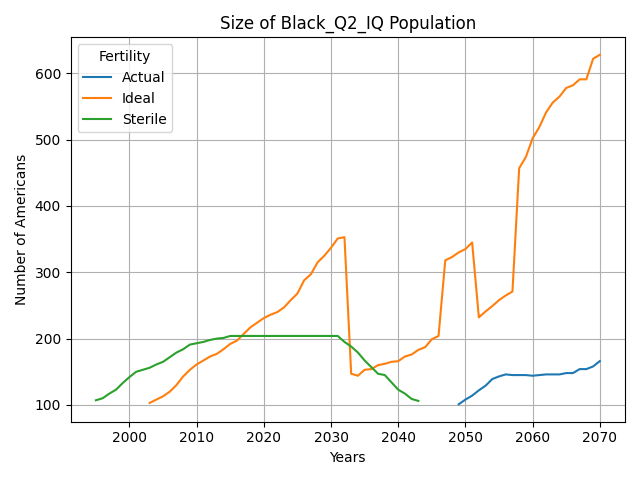 Size of Black_Q2_IQ Population
Fertility
Actual
Ideal
Sterile
Number of Americans
600
500
400
300
200
100
2000
2010
2020
2030
2040
2050
2060
2070
Years